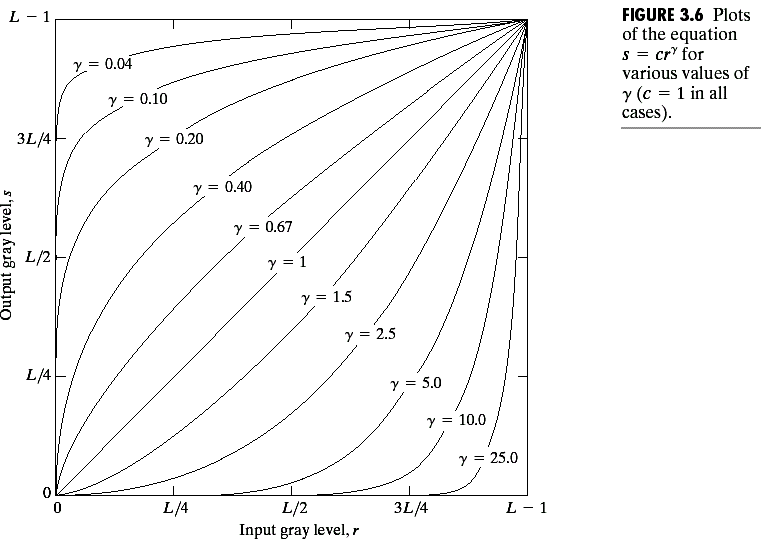 L − 1
3L/4
L/2
L/4
0
Output gray level, s
γ = 0.04
γ = 0.10
γ = 0.20
γ = 0.40
γ = 0.67
γ = 1
γ = 1.5
γ = 2.5
γ = 5.0
γ = 10.0
γ = 25.0
0 L/4 L/2 3L/4 L − 1
Input gray level, r
FIGURE 3.6 Plots
of the equation
s = crᵞ for
various values of
γ (c = 1 in all
cases).